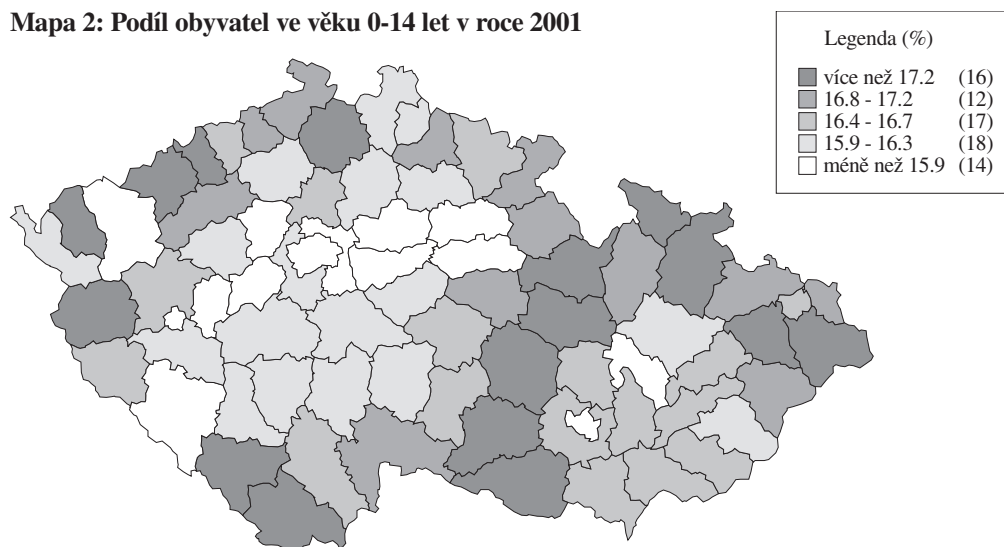 Mapa 2: Podíl obyvatel ve věku 0-14 let v roce 2001
Legenda (%)
více než 17.2 (16)
16.8 - 17.2 (12)
16.4 - 16.7 (17)
15.9 - 16.3 (18)
méně než 15.9 (14)